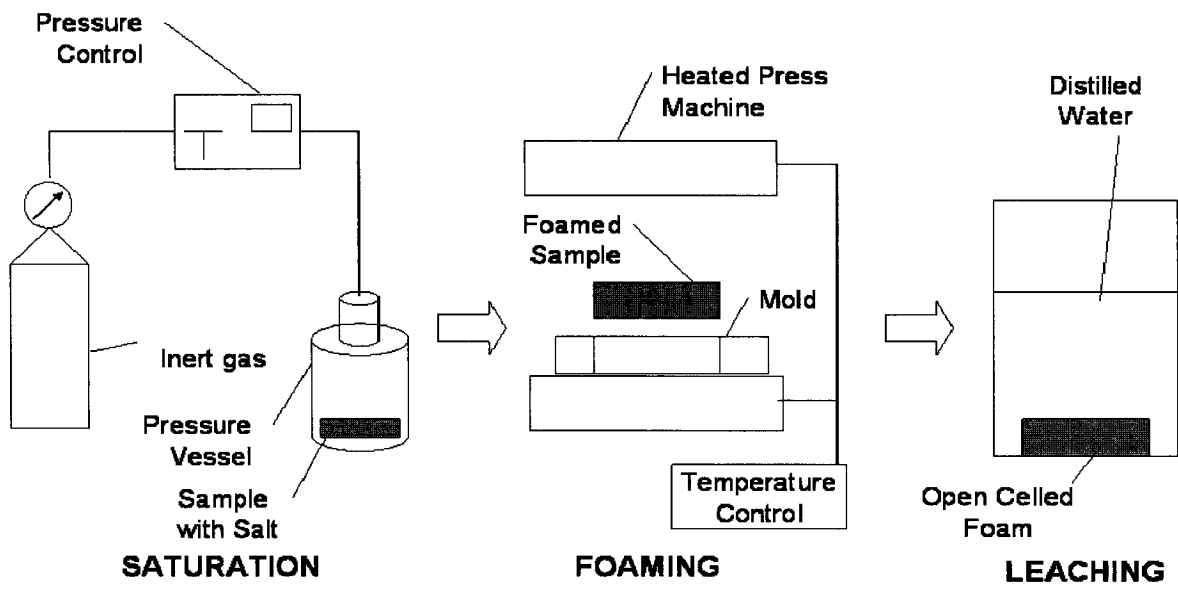 Pressure
Control
Inert gas
Pressure
Vessel
Sample
with Salt
SATURATION
Heated Press
Machine
Foamed
Sample
Mold
Temperature
Control
FOAMING
Distilled
Water
Open Celled
Foam
LEACHING